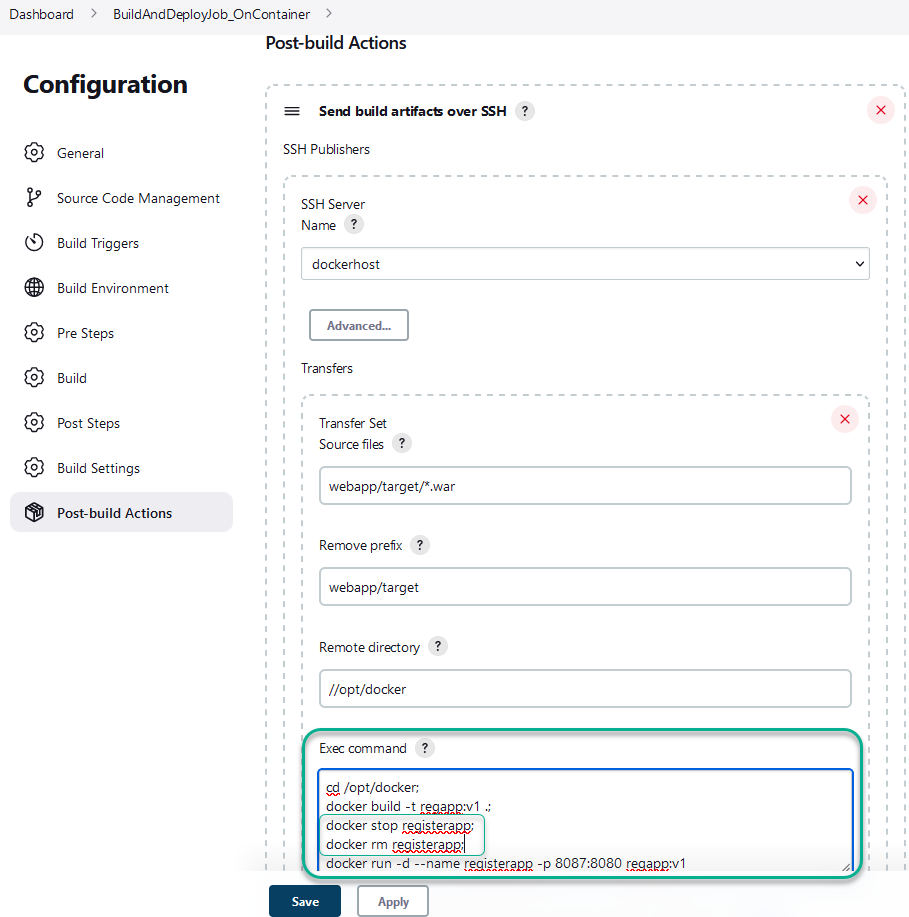 Dashboard > BuildAndDeployJob_OnContainer >
Post-build Actions
Configuration
General
Source Code Management
Build Triggers
Build Environment
Pre Steps
Build
Post Steps
Build Settings
Post-build Actions
Send build artifacts over SSH ?
SSH Publishers
SSH Server
Name ?
dockerhost
Advanced...
Transfers
Transfer Set
Source files ?
webapp/target/*.war
Remove prefix ?
webapp/target
Remote directory ?
//opt/docker
Exec command ?
cd /opt/docker;
docker build -t regapp:v1 .;
docker stop registerapp;
docker rm registerapp;
docker run -d --name registerapp -p 8087:8080 regapp:v1
Save
Apply